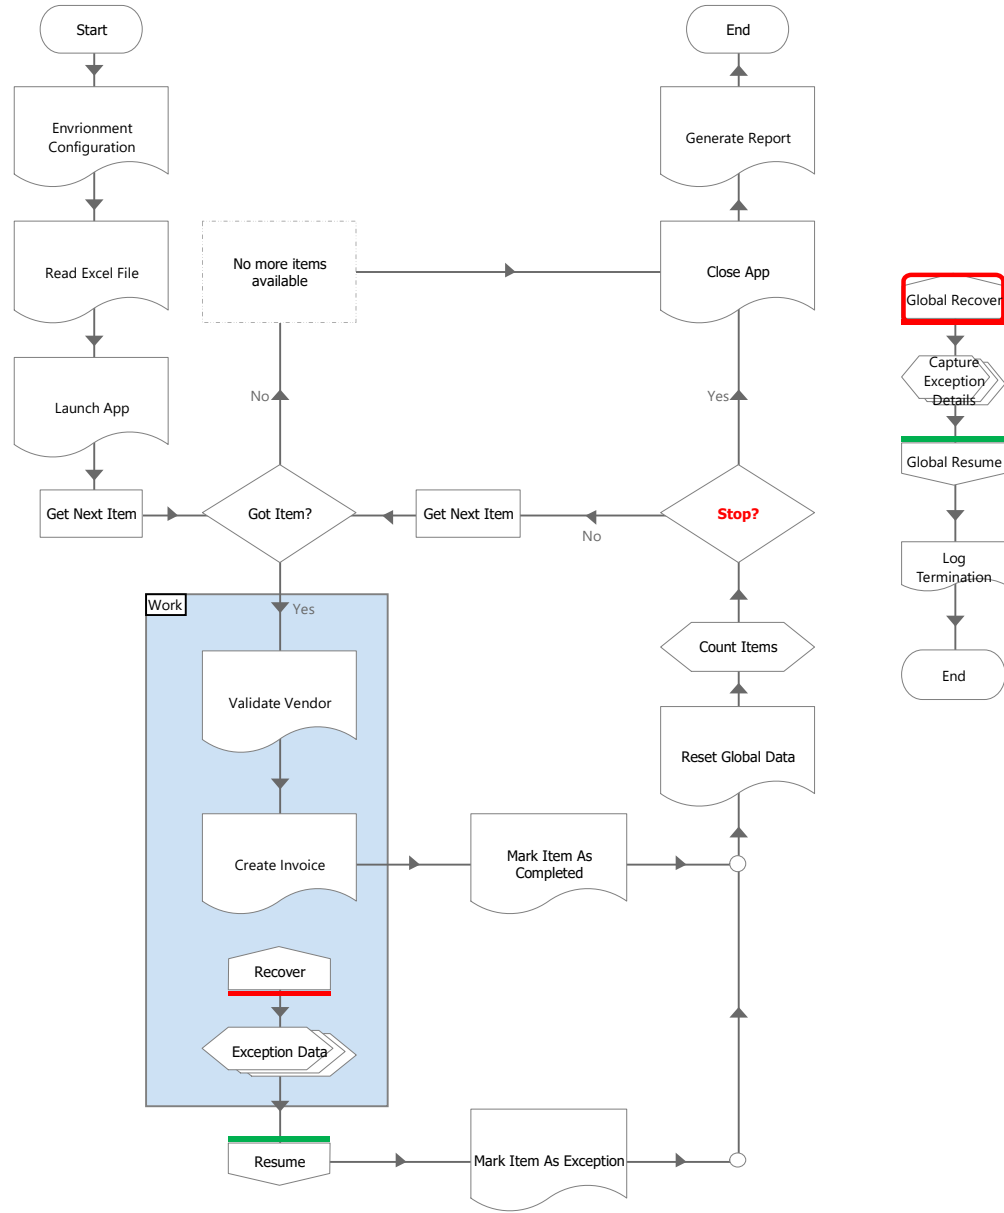 Start
End
Envrionment
Configuration
Generate Report
Read Excel File
No more items
available
Close App
Global Recover
Capture
Exception
Details
Launch App
No
Yes
Global Resume
Get Next Item
Got Item?
Get Next Item
Stop?
No
Log
Termination
Work
Yes
Count Items
End
Validate Vendor
Reset Global Data
Create Invoice
Mark Item As
Completed
Recover
Exception Data
Resume
Mark Item As Exception